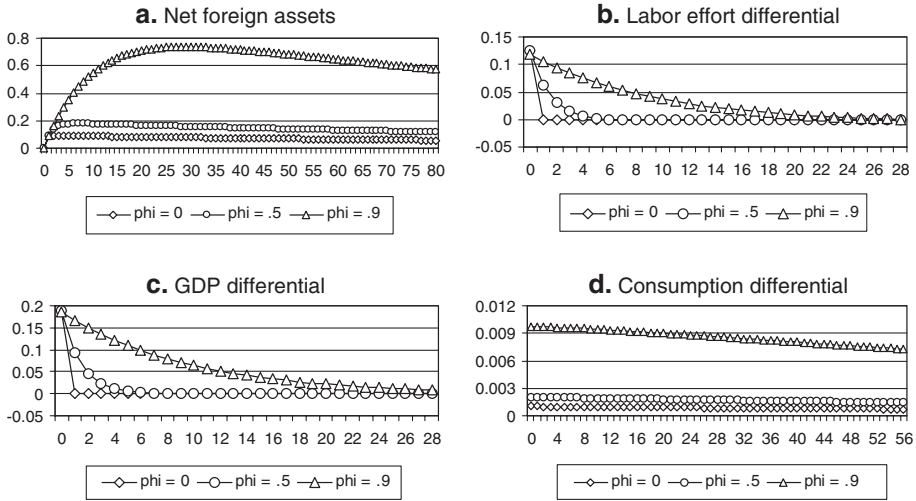 a. Net foreign assets
0.8
0.6
0.4
0.2
0
0 5 10 15 20 25 30 35 40 45 50 55 60 65 70 75 80
phi = 0 phi = .5 phi = .9
b. Labor effort differential
0.15
0.1
0.05
0
-0.05
0 2 4 6 8 10 12 14 16 18 20 22 24 26 28
phi = 0 phi = .5 phi = .9
c. GDP differential
0.2
0.15
0.1
0.05
0
-0.05
0 2 4 6 8 10 12 14 16 18 20 22 24 26 28
phi = 0 phi = .5 phi = .9
d. Consumption differential
0.012
0.009
0.006
0.003
0
0 4 8 12 16 20 24 28 32 36 40 44 48 52 56
phi = 0 phi = .5 phi = .9